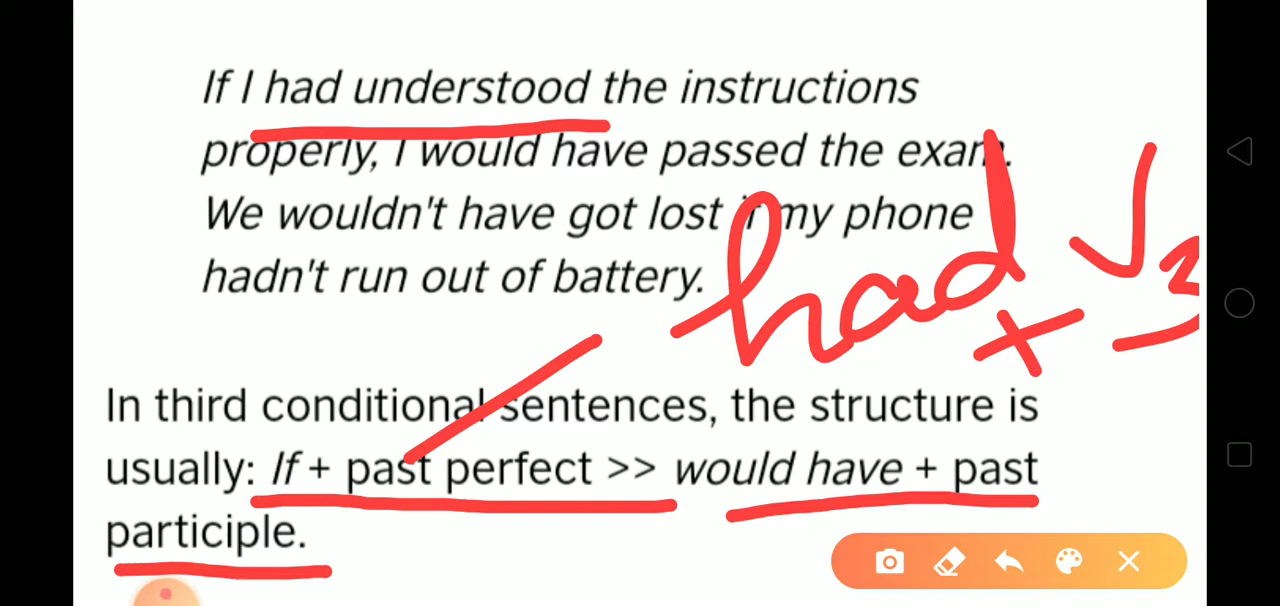 If I had understood the instructions
properly, I would have passed the exam.
We wouldn't have got lost if my phone
hadn't run out of battery.
had + V3
In third conditional sentences, the structure is
usually: If + past perfect >> would have + past
participle.